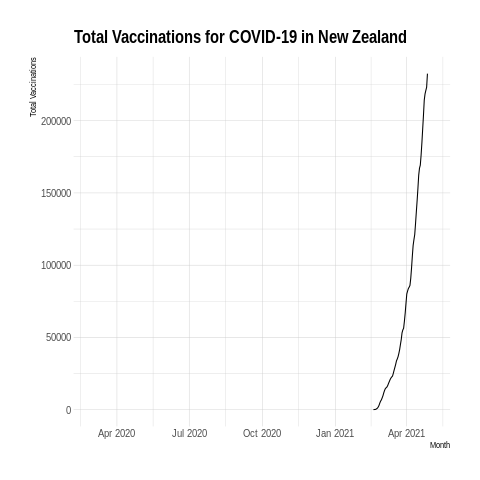 Total Vaccinations for COVID-19 in New Zealand
Total Vaccinations
200000
150000
100000
50000
0
Apr 2020 Jul 2020 Oct 2020 Jan 2021 Apr 2021
Month